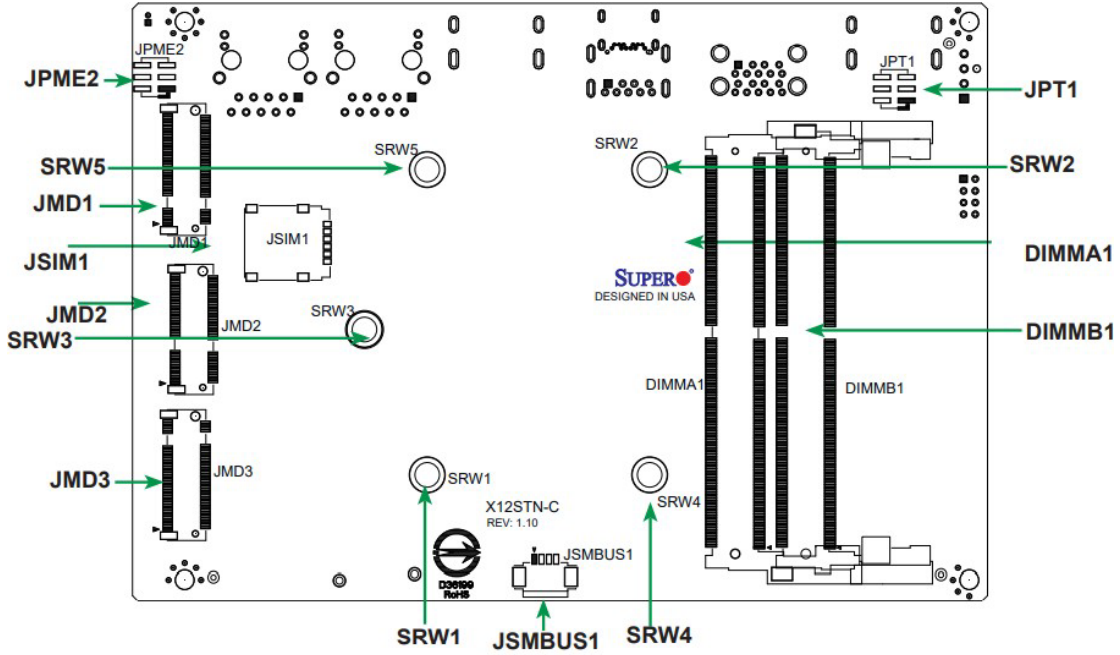 JPME2
JPT1
JPME2
JPT1
SRW5
SRW2
SRW5
SRW2
JMD1
JMD1
JSIM1
JSIM1
DIMMA1
SUPER
DESIGNED IN USA
JMD2
SRW3
JMD2
SRW3
DIMMB1
DIMMA1
DIMMB1
JMD3
JMD3
SRW1
SRW4
X12STN-C
REV: 1.10
JSMBUS1
D36199
RoHS
SRW1
JSMBUS1
SRW4